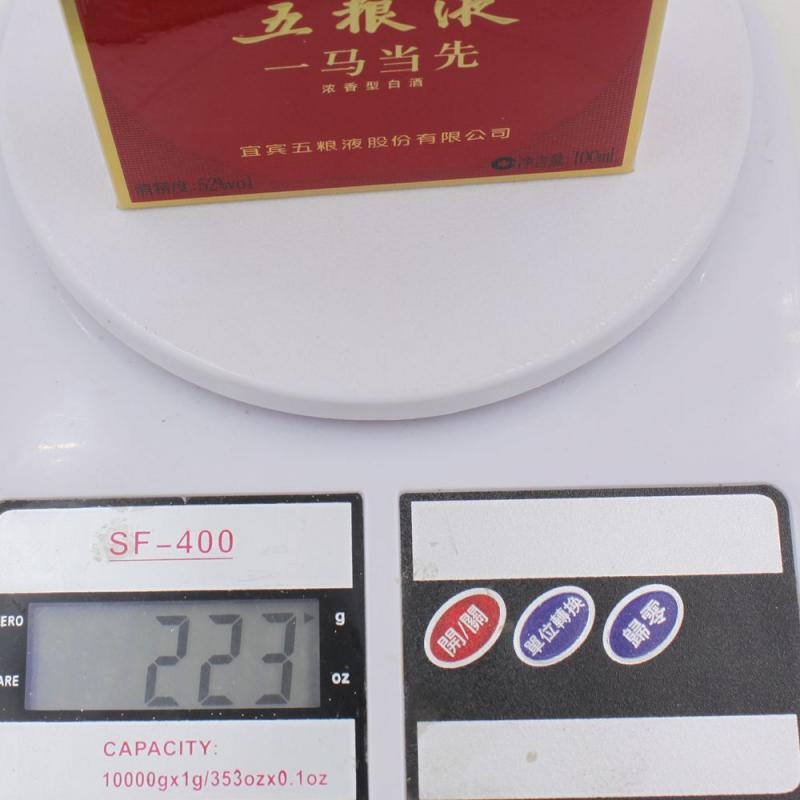 五粮液
一马当先
浓香型白酒
宜宾五粮液股份有限公司
酒精度:52%vol
净含量:100ml
SF-400
ZERO
g
223
ARE
oz
CAPACITY:
10000gx1g/353ozx0.1oz
開/關
單位轉換
歸零